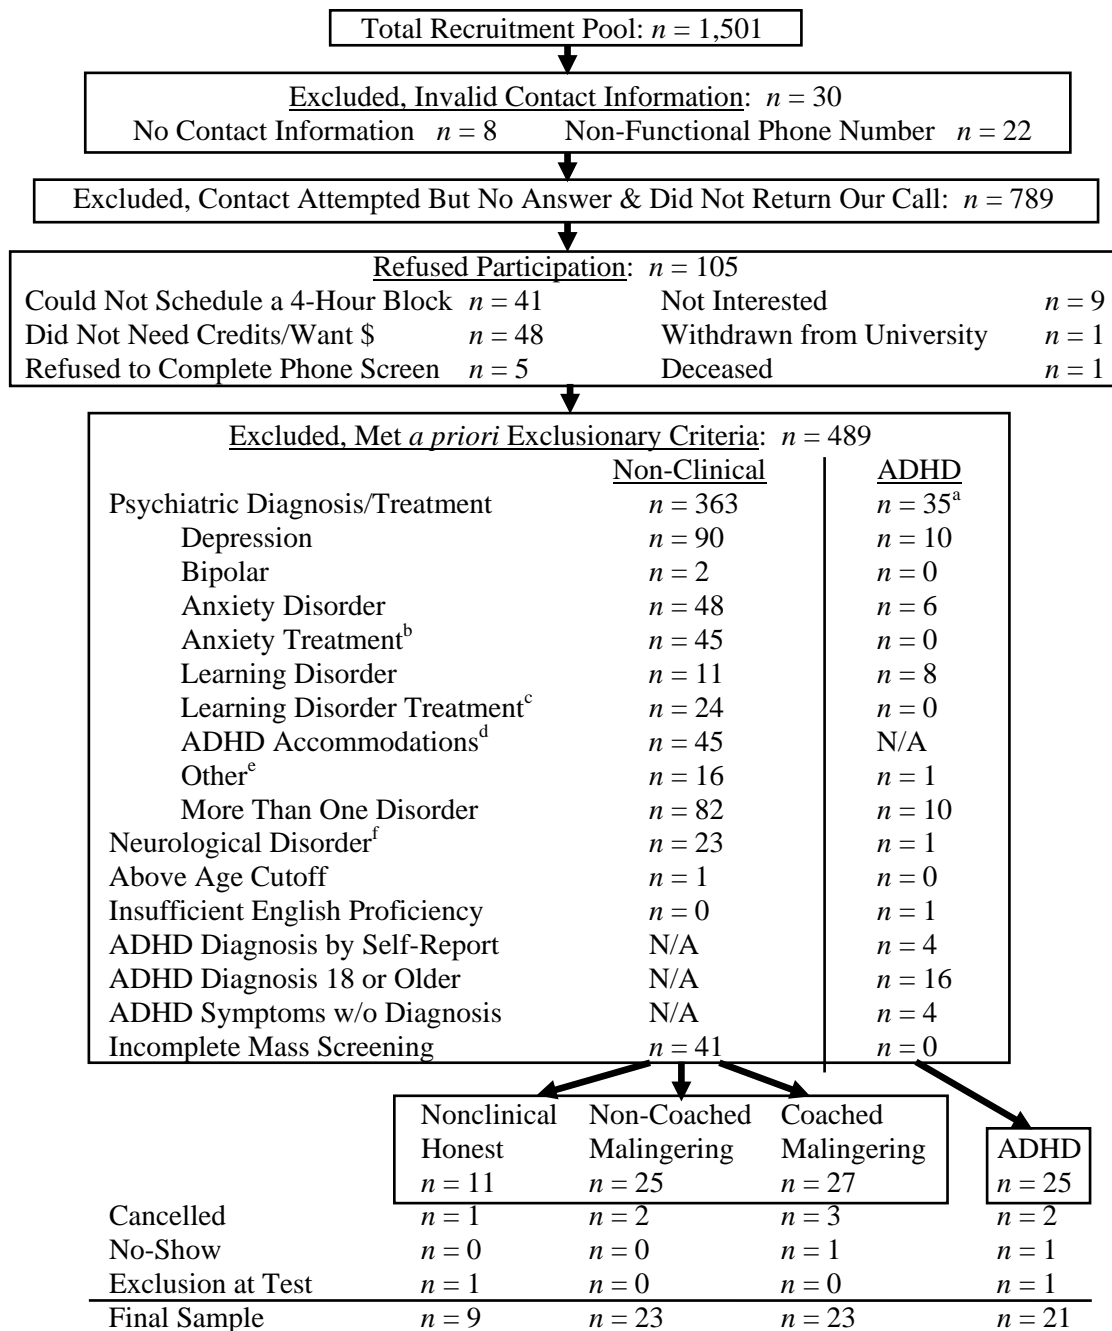 Total Recruitment Pool: n = 1,501
Excluded, Invalid Contact Information: n = 30
No Contact Information n = 8 Non-Functional Phone Number n = 22
Excluded, Contact Attempted But No Answer & Did Not Return Our Call: n = 789
Refused Participation: n = 105
Could Not Schedule a 4-Hour Block n = 41 Not Interested n = 9
Did Not Need Credits/Want $ n = 48 Withdrawn from University n = 1
Refused to Complete Phone Screen n = 5 Deceased n = 1
Excluded, Met a priori Exclusionary Criteria: n = 489
Non-Clinical ADHD
Psychiatric Diagnosis/Treatment n = 363 n = 35a
Depression n = 90 n = 10
Bipolar n = 2 n = 0
Anxiety Disorder n = 48 n = 6
Anxiety Treatmentb n = 45 n = 0
Learning Disorder n = 11 n = 8
Learning Disorder Treatmentc n = 24 n = 0
ADHD Accommodationsd n = 45 N/A
Othere n = 16 n = 1
More Than One Disorder n = 82 n = 10
Neurological Disorderf n = 23 n = 1
Above Age Cutoff n = 1 n = 0
Insufficient English Proficiency n = 0 n = 1
ADHD Diagnosis by Self-Report N/A n = 4
ADHD Diagnosis 18 or Older N/A n = 16
ADHD Symptoms w/o Diagnosis N/A n = 4
Incomplete Mass Screening n = 41 n = 0
Nonclinical Non-Coached Coached
Honest Malingering Malingering ADHD
n = 11 n = 25 n = 27 n = 25
Cancelled n = 1 n = 2 n = 3 n = 2
No-Show n = 0 n = 0 n = 1 n = 1
Exclusion at Test n = 1 n = 0 n = 0 n = 1
Final Sample n = 9 n = 23 n = 23 n = 21